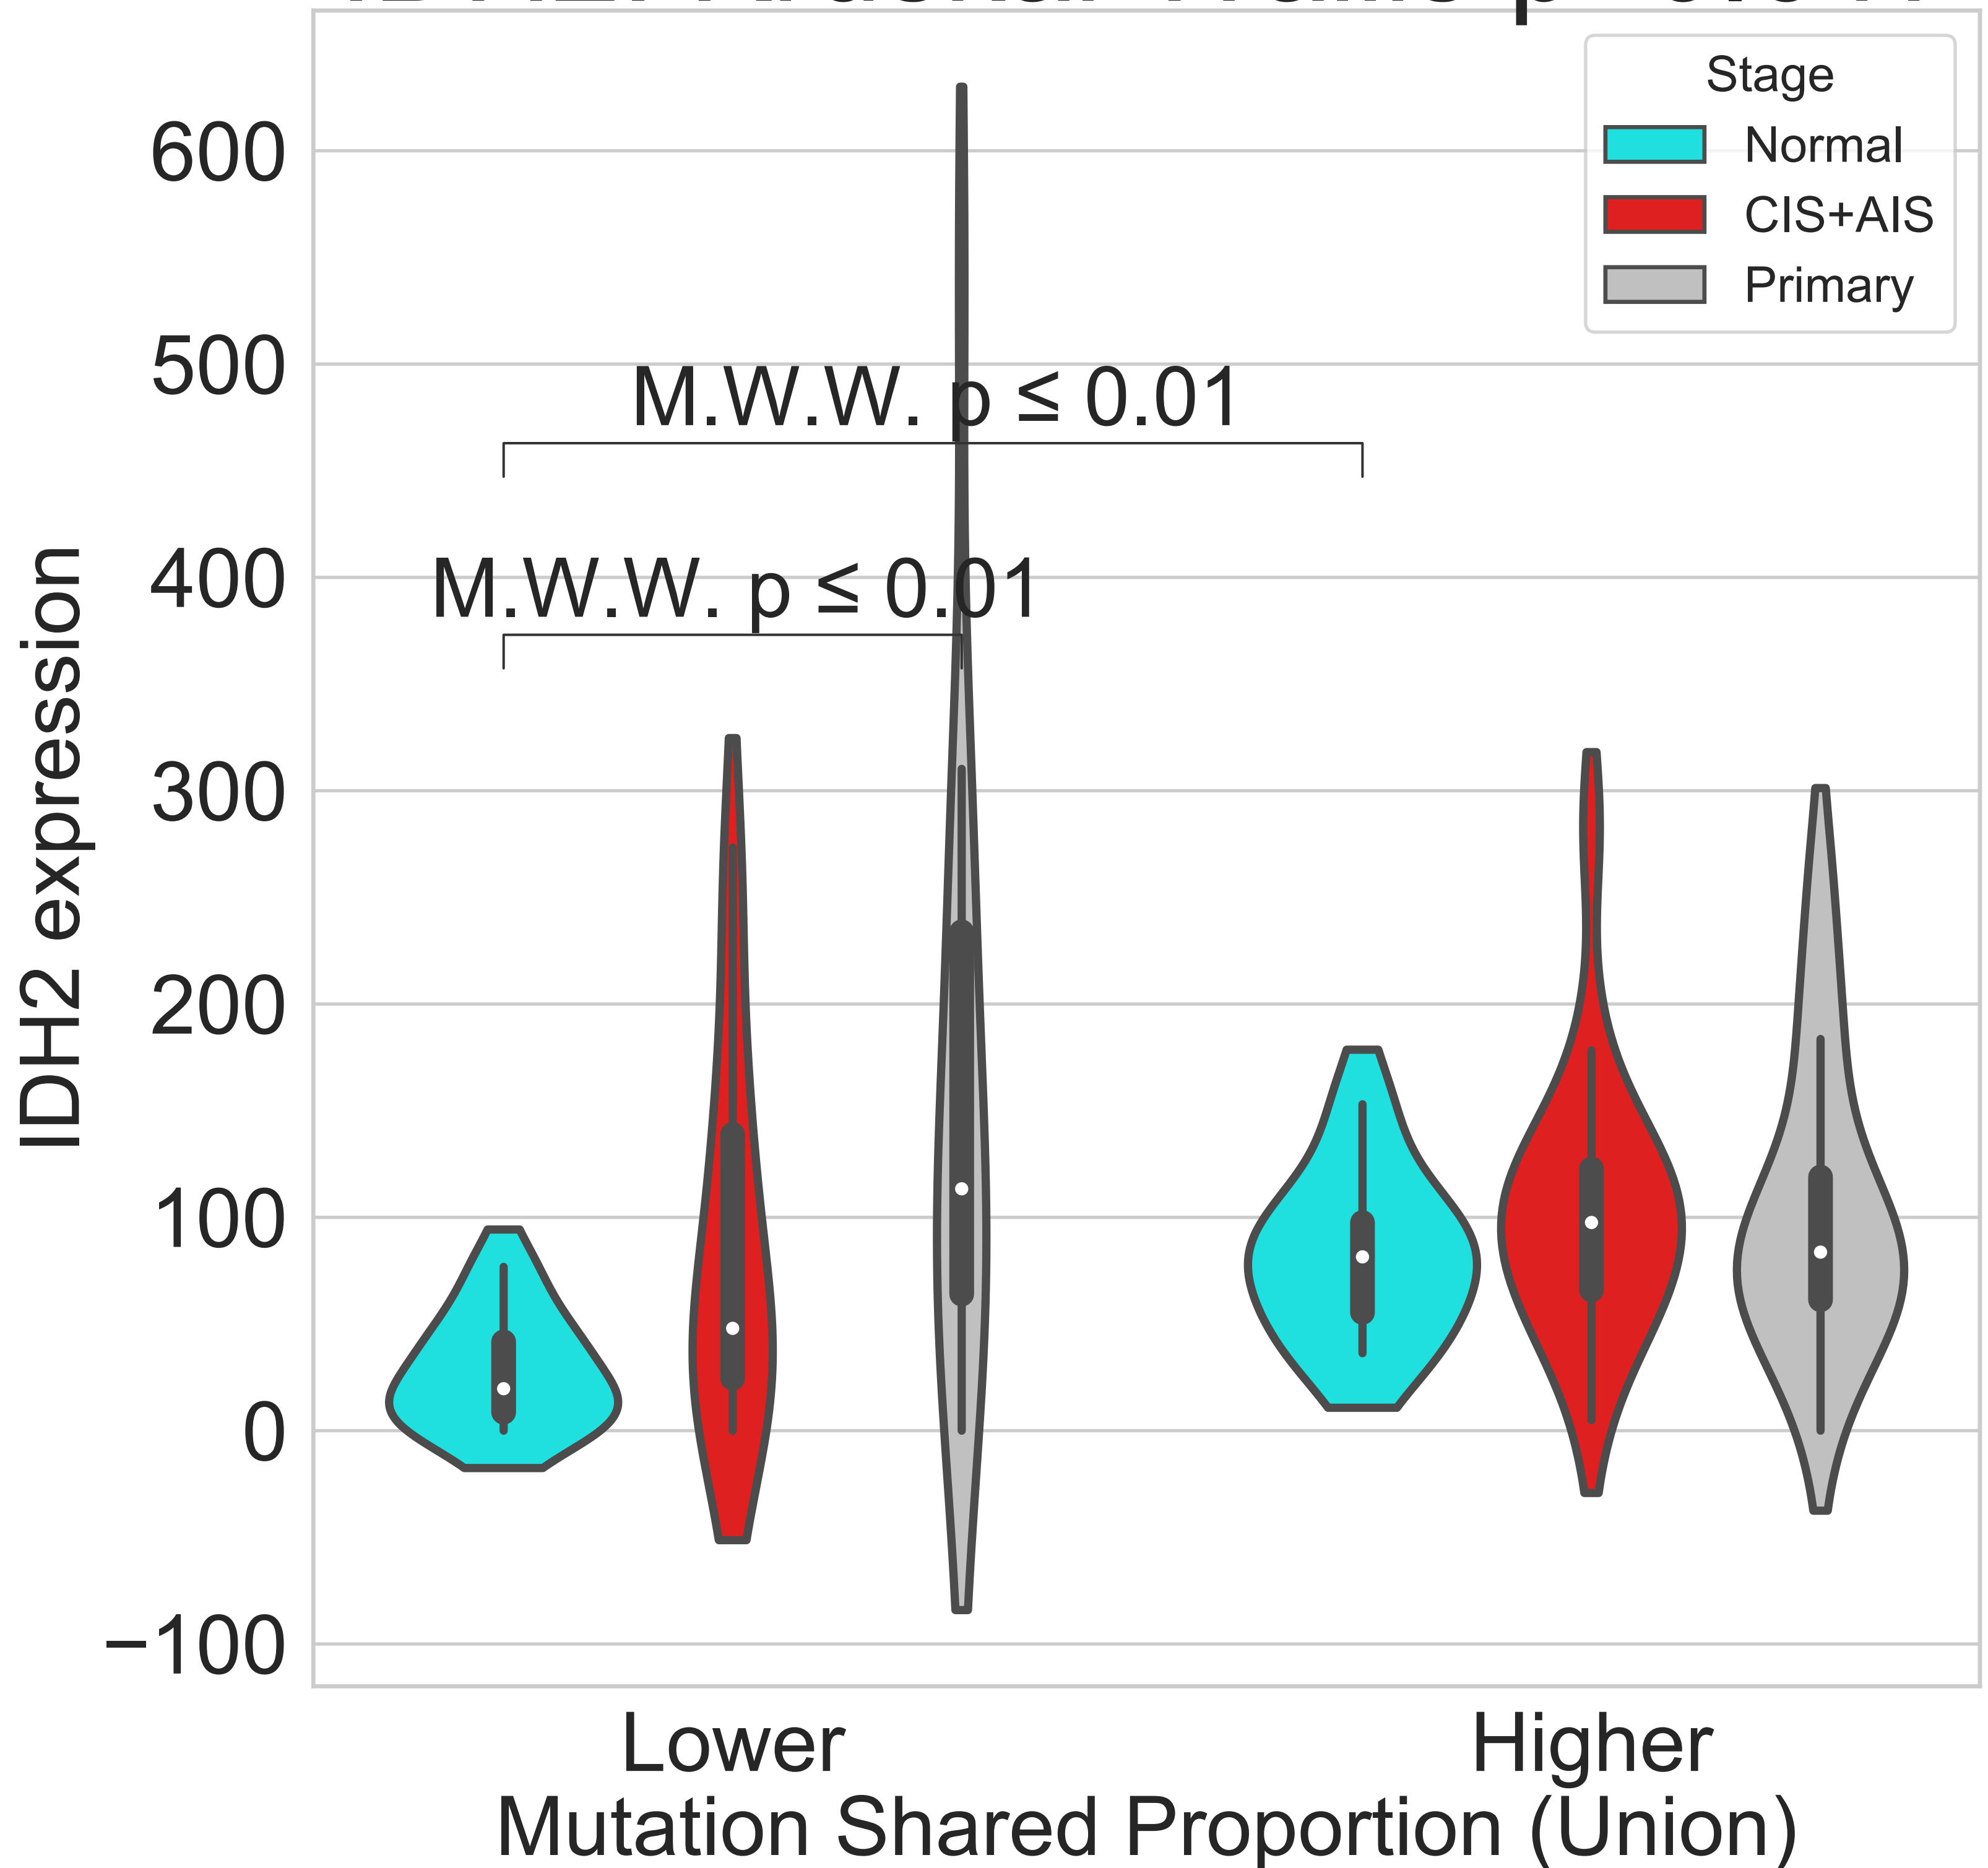 Stage
Normal
CIS+AIS
Primary
600
500
400
300
200
100
0
−100
IDH2 expression
M.W.W. p ≤ 0.01
M.W.W. p ≤ 0.01
Lower
Higher
Mutation Shared Proportion (Union)